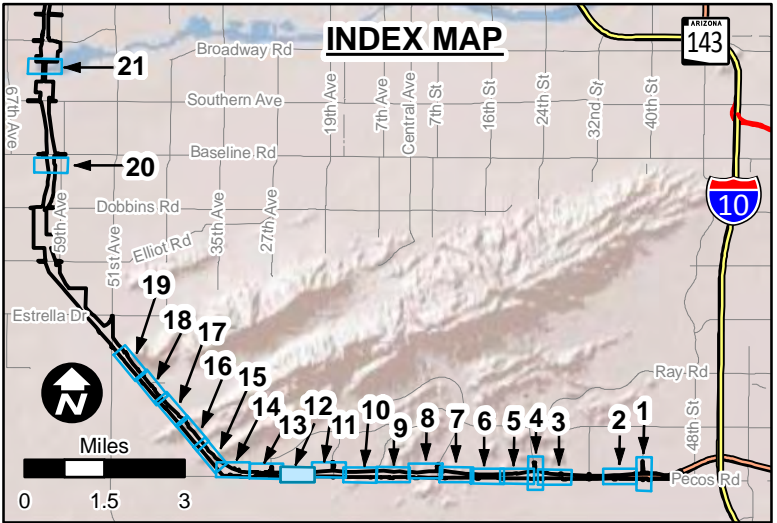 INDEX MAP
ARIZONA
143
Broadway Rd
21
67th Ave
Southern Ave
19th Ave
7th Ave
Central Ave
7th St
16th St
24th St
32nd St
40th St
Baseline Rd
20
10
Dobbins Rd
59th Ave
51st Ave
Elliot Rd
35th Ave
27th Ave
19
18
17
16
15
14
13
12
11
10
9
8
7
6
5
4
3
2
1
Estrella Dr
Ray Rd
48th St
N
Miles
0 1.5 3
Pecos Rd